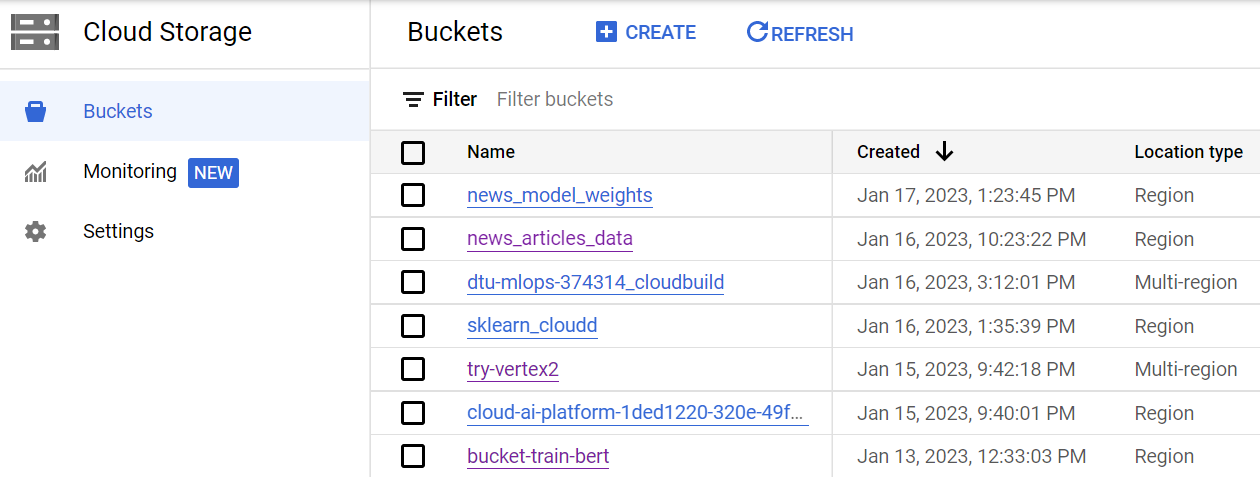 Cloud Storage
Buckets CREATE REFRESH
Buckets
Monitoring NEW
Settings
Filter Filter buckets
Name Created Location type
news_model_weights Jan 17, 2023, 1:23:45 PM Region
news_articles_data Jan 16, 2023, 10:23:22 PM Region
dtu-mlops-374314_cloudbuild Jan 16, 2023, 3:12:01 PM Multi-region
sklearn_cloudd Jan 16, 2023, 1:35:39 PM Region
try-vertex2 Jan 15, 2023, 9:42:18 PM Multi-region
cloud-ai-platform-1ded1220-320e-49f... Jan 15, 2023, 9:40:01 PM Region
bucket-train-bert Jan 13, 2023, 12:33:03 PM Region